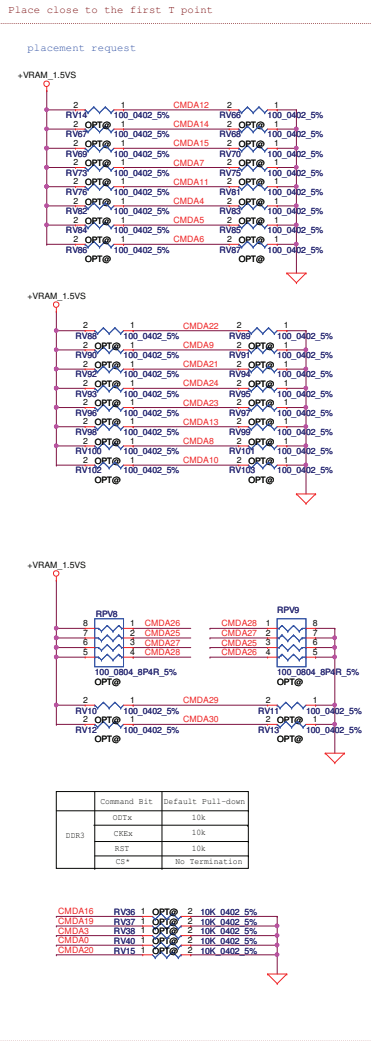 Place close to the first T point
placement request
+VRAM_1.5VS
2 1 CMDA12 2 1
RV14 100_0402_5% RV66 100_0402_5%
2 OPT@ 1 CMDA14 2 OPT@ 1
RV67 100_0402_5% RV68 100_0402_5%
2 OPT@ 1 CMDA15 2 OPT@ 1
RV69 100_0402_5% RV70 100_0402_5%
2 OPT@ 1 CMDA7 2 OPT@ 1
RV73 100_0402_5% RV75 100_0402_5%
2 OPT@ 1 CMDA11 2 OPT@ 1
RV76 100_0402_5% RV81 100_0402_5%
2 OPT@ 1 CMDA4 2 OPT@ 1
RV82 100_0402_5% RV83 100_0402_5%
2 OPT@ 1 CMDA5 2 OPT@ 1
RV84 100_0402_5% RV85 100_0402_5%
2 OPT@ 1 CMDA6 2 OPT@ 1
RV86 100_0402_5% RV87 100_0402_5%
OPT@ OPT@
+VRAM_1.5VS
2 1 CMDA22 2 1
RV88 100_0402_5% RV89 100_0402_5%
2 OPT@ 1 CMDA9 2 OPT@ 1
RV90 100_0402_5% RV91 100_0402_5%
2 OPT@ 1 CMDA21 2 OPT@ 1
RV92 100_0402_5% RV94 100_0402_5%
2 OPT@ 1 CMDA24 2 OPT@ 1
RV93 100_0402_5% RV95 100_0402_5%
2 OPT@ 1 CMDA23 2 OPT@ 1
RV96 100_0402_5% RV97 100_0402_5%
2 OPT@ 1 CMDA13 2 OPT@ 1
RV98 100_0402_5% RV99 100_0402_5%
2 OPT@ 1 CMDA8 2 OPT@ 1
RV100 100_0402_5% RV101 100_0402_5%
2 OPT@ 1 CMDA10 2 OPT@ 1
RV102 100_0402_5% RV103 100_0402_5%
OPT@ OPT@
+VRAM_1.5VS
RPV8 RPV9
8 1 CMDA26 CMDA28 1 8
7 2 CMDA25 CMDA27 2 7
6 3 CMDA27 CMDA25 3 6
5 4 CMDA28 CMDA26 4 5
100_0804_8P4R_5% 100_0804_8P4R_5%
OPT@ OPT@
2 1 CMDA29 2 1
RV10 100_0402_5% RV11 100_0402_5%
2 OPT@ 1 CMDA30 2 OPT@ 1
RV12 100_0402_5% RV13 100_0402_5%
OPT@ OPT@
Command Bit Default Pull-down
DDR3
ODTx 10k
CKEx 10k
RST 10k
CS* No Termination
CMDA16 RV36 1 OPT@ 2 10K_0402_5%
CMDA19 RV37 1 OPT@ 2 10K_0402_5%
CMDA3 RV38 1 OPT@ 2 10K_0402_5%
CMDA0 RV40 1 OPT@ 2 10K_0402_5%
CMDA20 RV15 1 OPT@ 2 10K_0402_5%